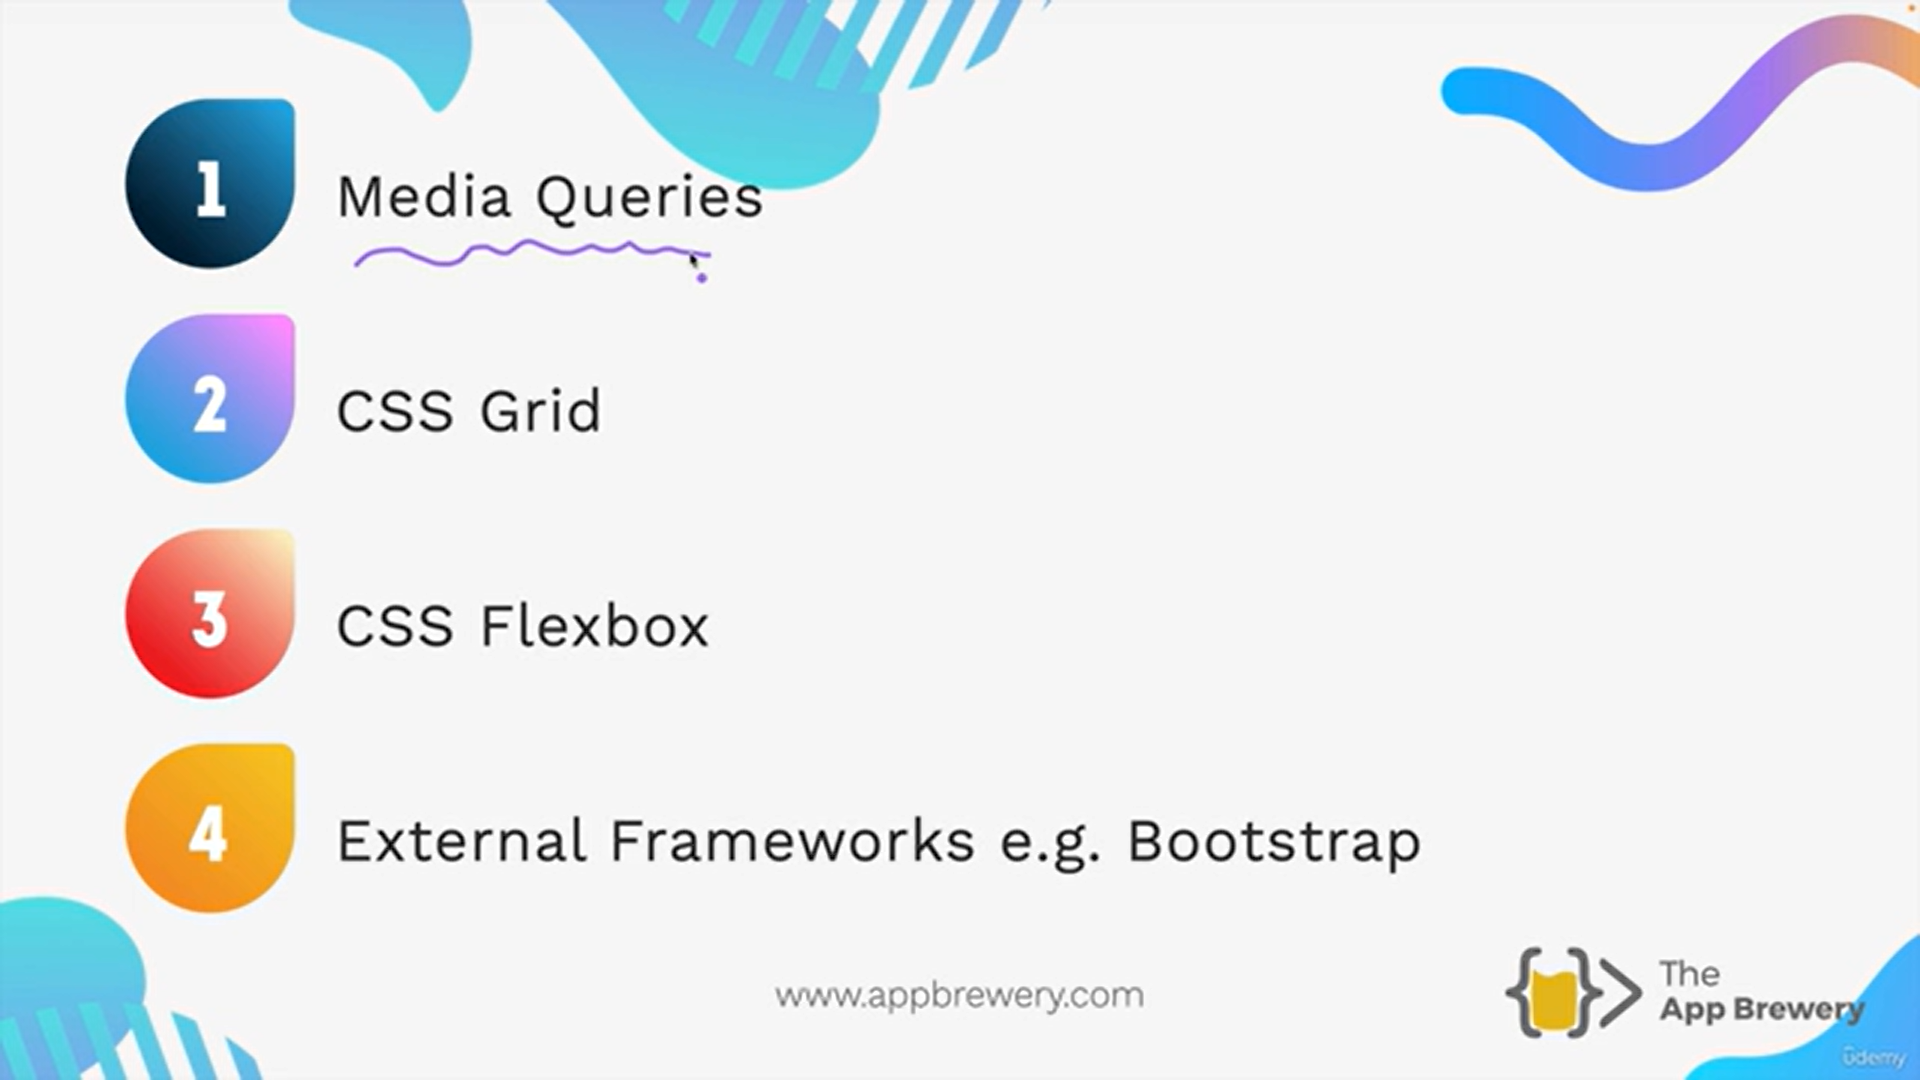 1
Media Queries
2
CSS Grid
3
CSS Flexbox
4
External Frameworks e.g. Bootstrap
www.appbrewery.com
The
App Brewery
ûdemy